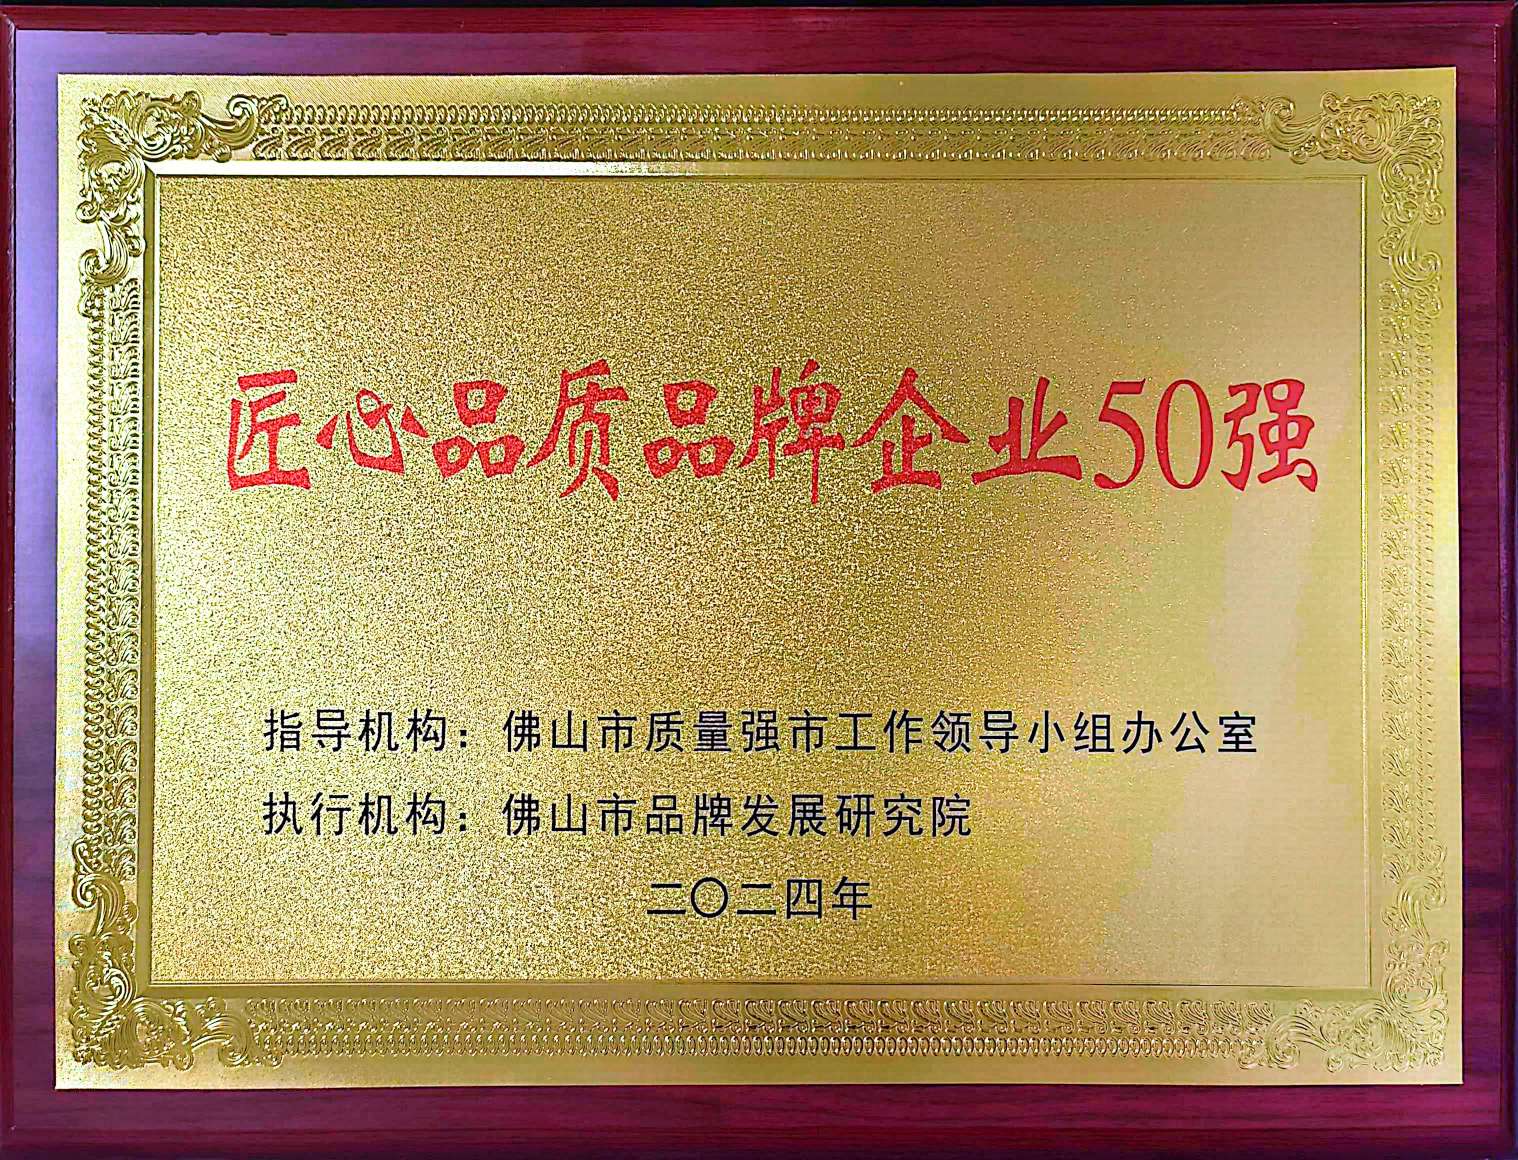 匠心品质品牌企业50强
指导机构：佛山市质量强市工作领导小组办公室
执行机构：佛山市品牌发展研究院
二〇二四年